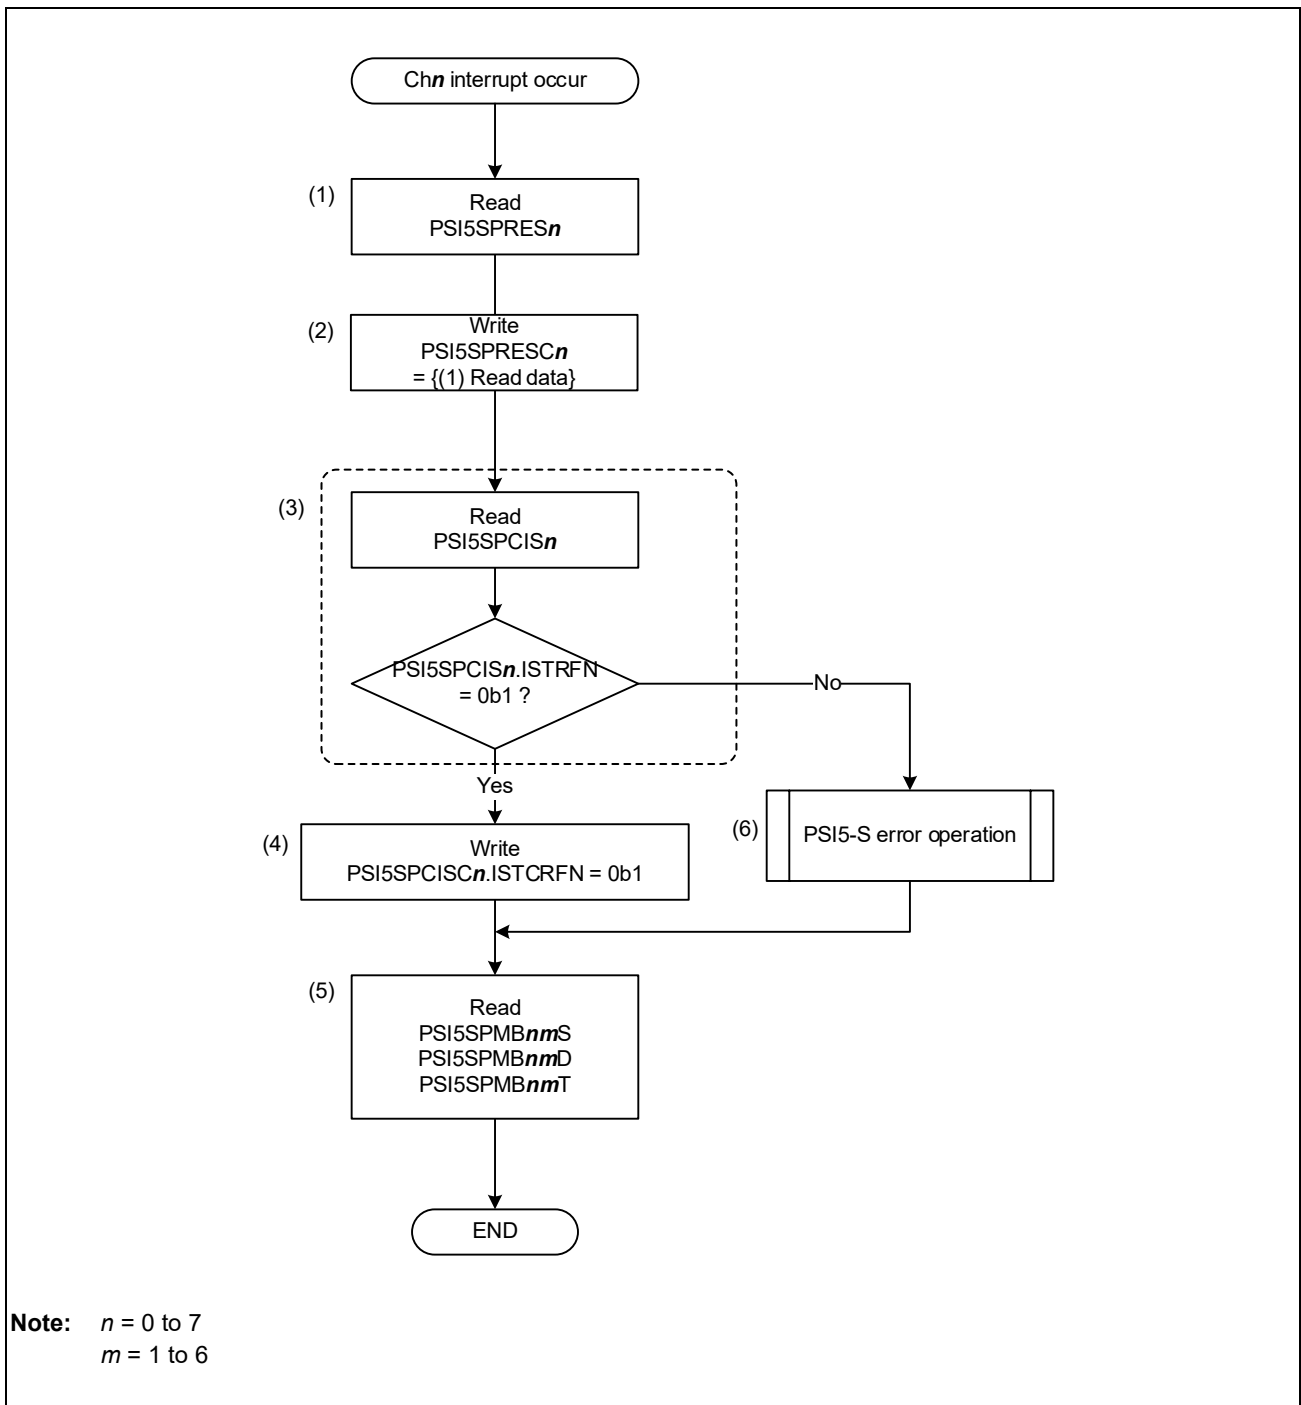 Chn interrupt occur
(1)
Read
PSI5SPRESn
(2)
Write
PSI5SPRESCn
= {(1) Read data}
(3)
Read
PSI5SPCISn
PSI5SPCISn.ISTRFN
= 0b1 ?
No
Yes
(4)
Write
PSI5SPCISCn.ISTCRFN = 0b1
(6)
PSI5-S error operation
(5)
Read
PSI5SPMBnmS
PSI5SPMBnmD
PSI5SPMBnmT
END
Note: n = 0 to 7
m = 1 to 6